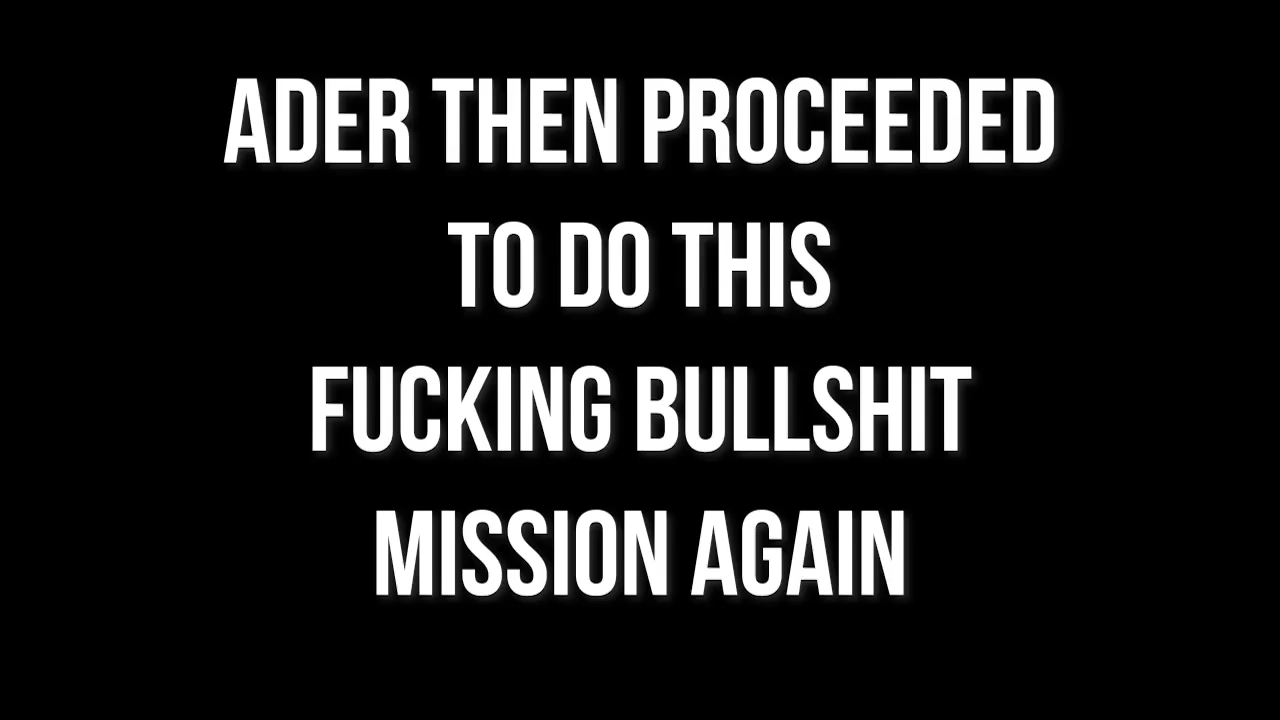 ADER THEN PROCEEDED
TO DO THIS
FUCKING BULLSHIT
MISSION AGAIN